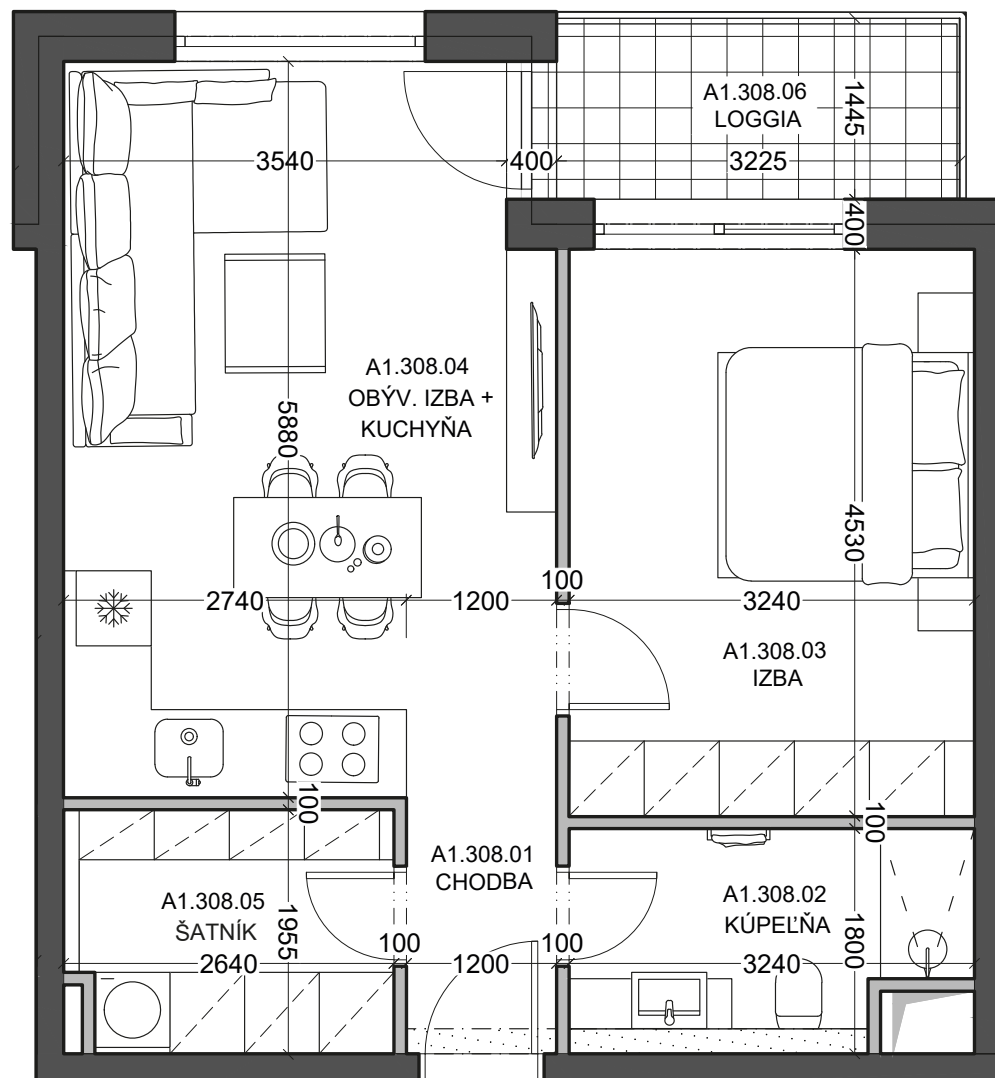 A1.308.06
LOGGIA
1445
3540
400
3225
400
A1.308.04
OBÝV. IZBA +
KUCHYŇA
5880
4530
2740
1200
100
3240
A1.308.03
IZBA
100
100
A1.308.01
CHODBA
A1.308.05
ŠATNÍK
1955
A1.308.02
KÚPEĽŇA
1800
2640
100
1200
100
3240